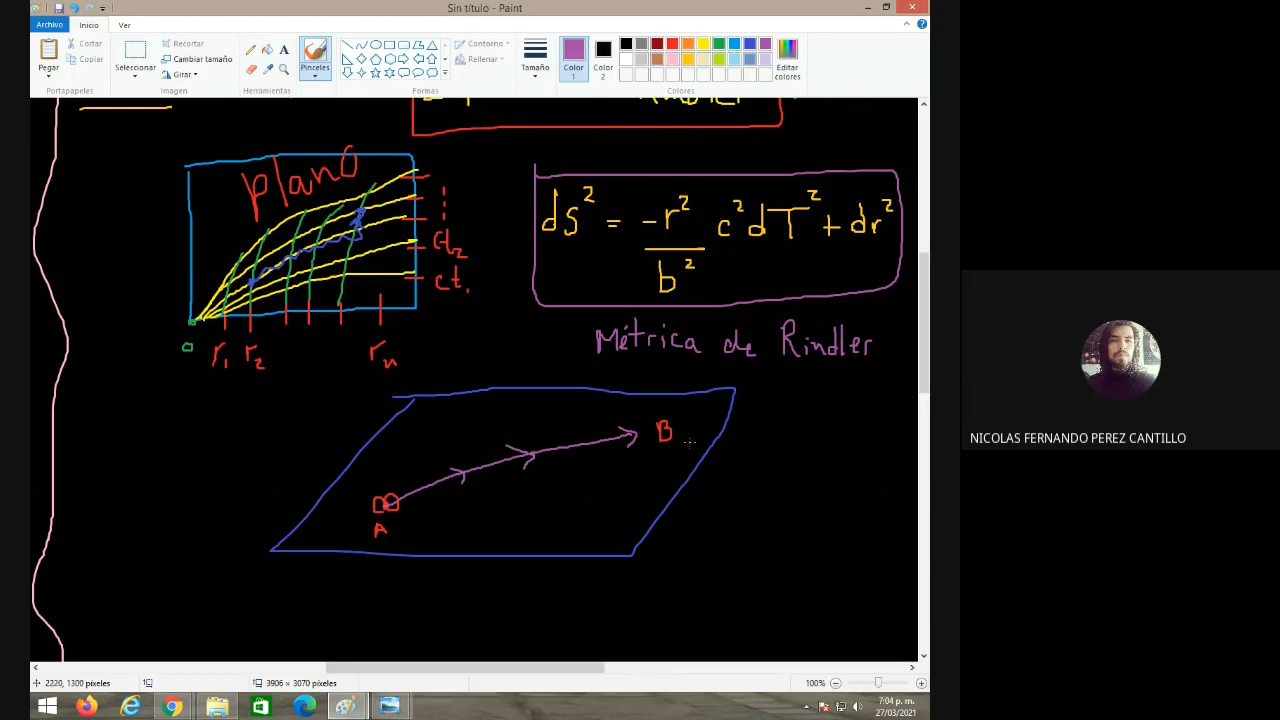 Sin título - Paint
Archivo Inicio Ver
Pegar
Cortar
Copiar
Seleccionar
Recortar
Cambiar tamaño
Girar
Pinceles
Contorno
Rellenar
Tamaño
Color 1
Color 2
Editar colores
Portapapeles Imagen Herramientas Formas Colores
plano
ct₂
ct₁
o
r₁ r₂ rₙ
dS² = -r²/b² c² dT² + dr²
Métrica de Rindler
B
A
NICOLAS FERNANDO PEREZ CANTILLO
2220, 1300 píxeles 3906 × 3070 píxeles 100%
7:04 p. m.
27/03/2021